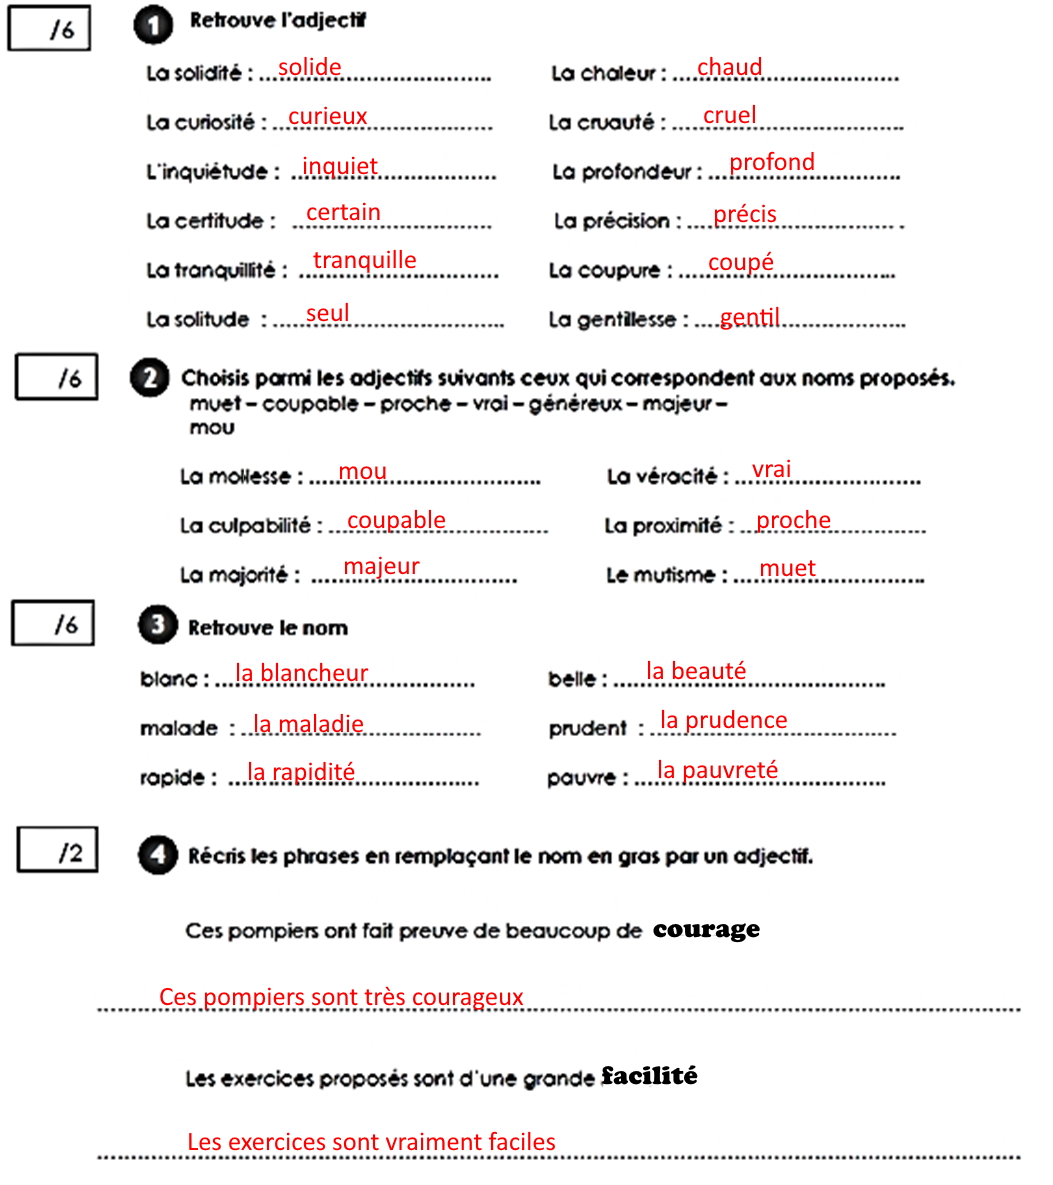 /6 1 Retrouve l'adjectif
La solidité : solide La chaleur : chaud
La curiosité : curieux La cruauté : cruel
L'inquiétude : inquiet La profondeur : profond
La certitude : certain La précision : précis
La tranquillité : tranquille La coupure : coupé
La solitude : seul La gentillesse : gentil
/6 2 Choisis parmi les adjectifs suivants ceux qui correspondent aux noms proposés.
muet – coupable – proche – vrai – généreux – majeur –
mou
La mollesse : mou La véracité : vrai
La culpabilité : coupable La proximité : proche
La majorité : majeur Le mutisme : muet
/6 3 Retrouve le nom
blanc : la blancheur belle : la beauté
malade : la maladie prudent : la prudence
rapide : la rapidité pauvre : la pauvreté
/2 4 Récris les phrases en remplaçant le nom en gras par un adjectif.
Ces pompiers ont fait preuve de beaucoup de courage
Ces pompiers sont très courageux
Les exercices proposés sont d'une grande facilité
Les exercices sont vraiment faciles